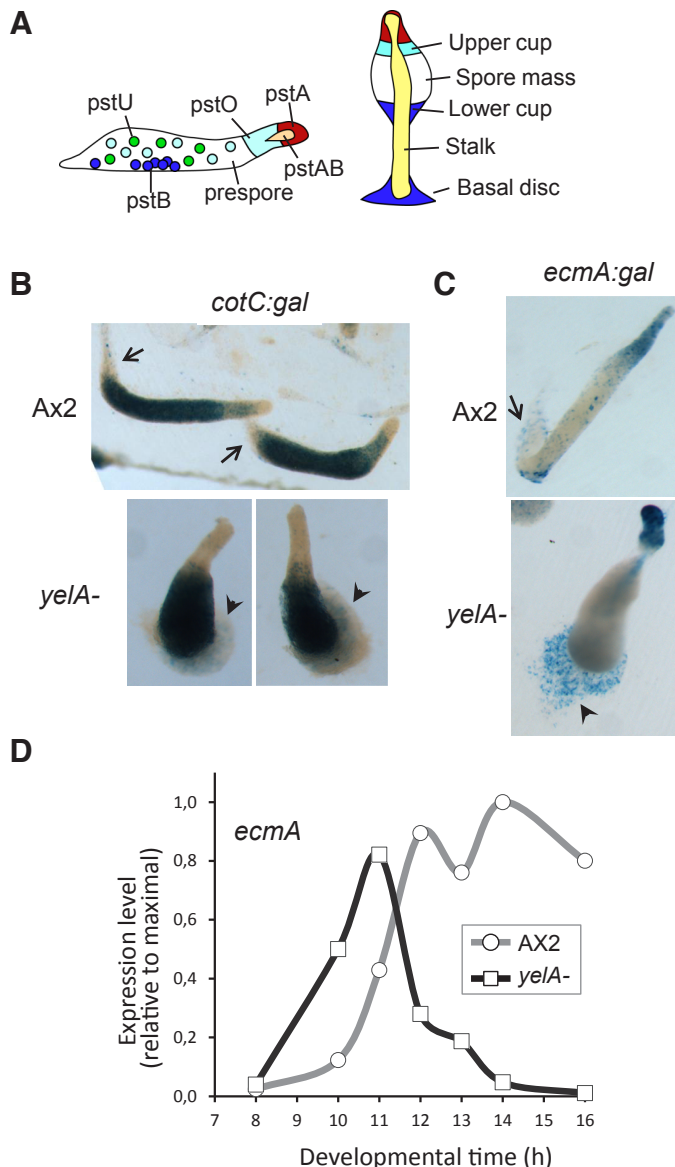 A
pstU
pstO
pstA
pstAB
pstB
prespore
Upper cup
Spore mass
Lower cup
Stalk
Basal disc
B
cotC:gal
Ax2
yelA-
C
ecmA:gal
Ax2
yelA-
D
ecmA
Expression level
(relative to maximal)
1,0
0,8
0,6
0,4
0,2
0,0
AX2
yelA-
7 8 9 10 11 12 13 14 15 16
Developmental time (h)